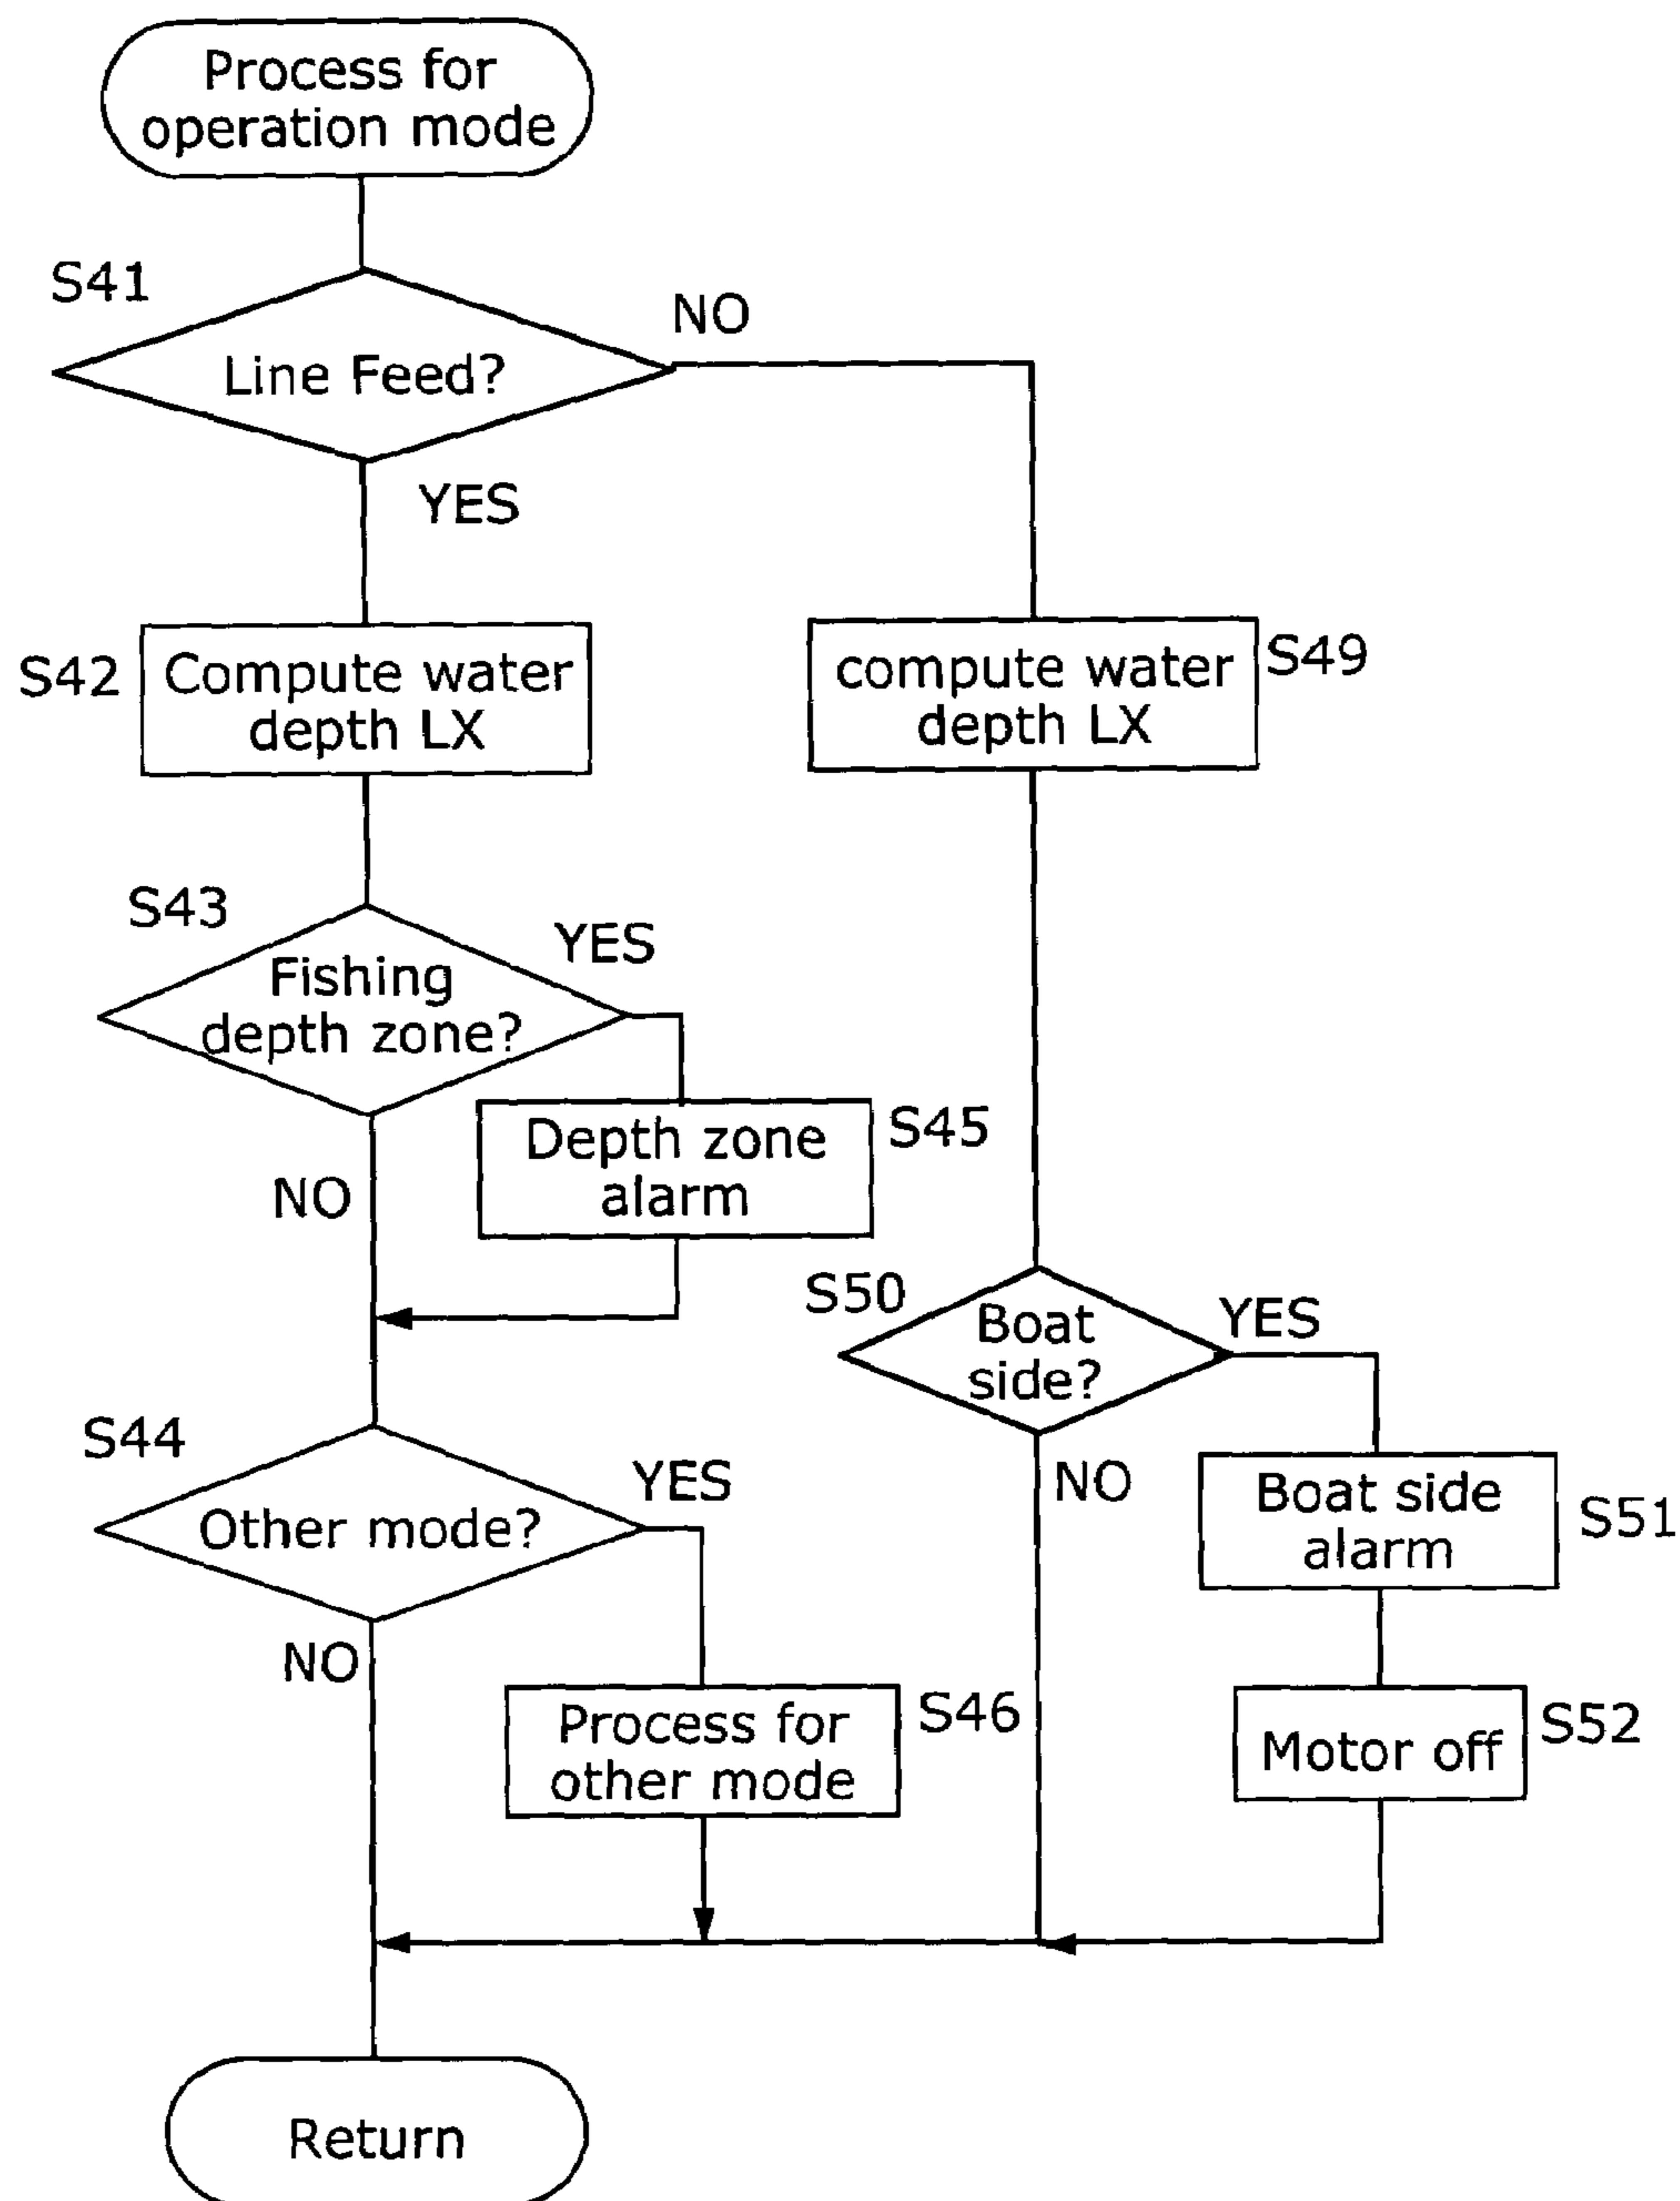 Process for
operation mode
S41
NO
Line Feed?
YES
S42
Compute water
depth LX
compute water
depth LX
S49
S43
YES
Fishing
depth zone?
Depth zone
alarm
S45
NO
S50
Boat
side?
YES
S44
YES
Other mode?
NO
Boat side
alarm
S51
NO
Process for
other mode
S46
Motor off
S52
Return